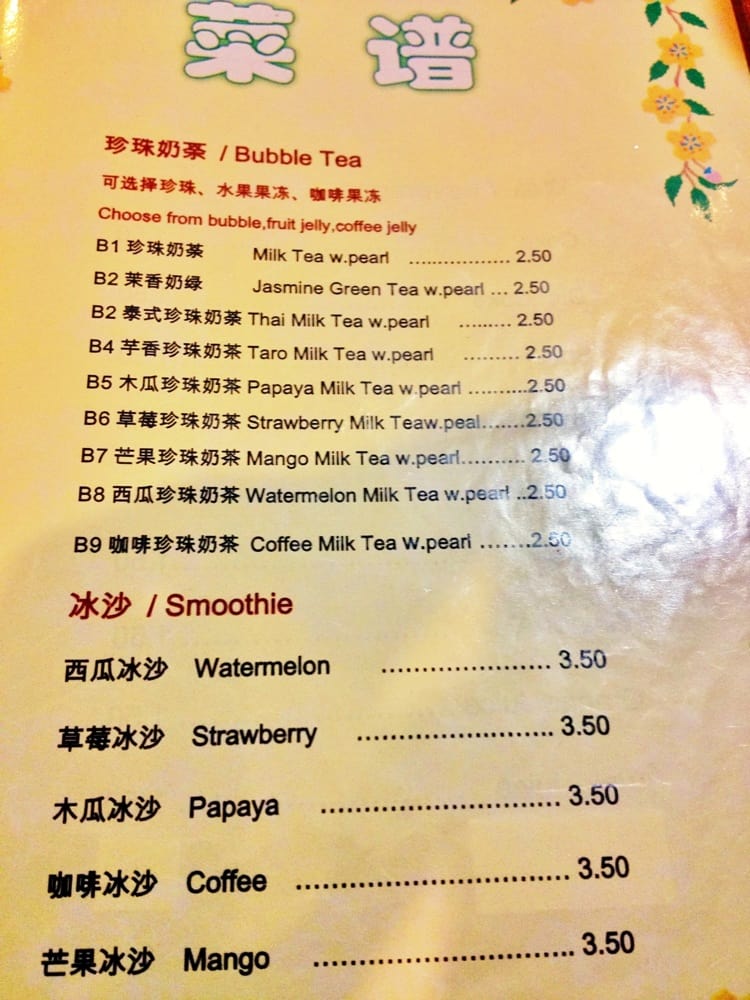 菜 谱
珍珠奶茶 / Bubble Tea
可选择珍珠、水果果冻、咖啡果冻
Choose from bubble,fruit jelly,coffee jelly
B1 珍珠奶茶 Milk Tea w.pearl ................ 2.50
B2 茉香奶绿 Jasmine Green Tea w.pearl ... 2.50
B2 泰式珍珠奶茶 Thai Milk Tea w.pearl ......... 2.50
B4 芋香珍珠奶茶 Taro Milk Tea w.pearl ......... 2.50
B5 木瓜珍珠奶茶 Papaya Milk Tea w.pearl ..........2.50
B6 草莓珍珠奶茶 Strawberry Milk Teaw.peal.......2.50
B7 芒果珍珠奶茶 Mango Milk Tea w.pearl.......... 2.50
B8 西瓜珍珠奶茶 Watermelon Milk Tea w.pearl ..2.50
B9 咖啡珍珠奶茶 Coffee Milk Tea w.pearl .......2.50
冰沙 / Smoothie
西瓜冰沙 Watermelon ..................... 3.50
草莓冰沙 Strawberry ........................ 3.50
木瓜冰沙 Papaya ............................. 3.50
咖啡冰沙 Coffee ................................. 3.50
芒果冰沙 Mango ............................... 3.50